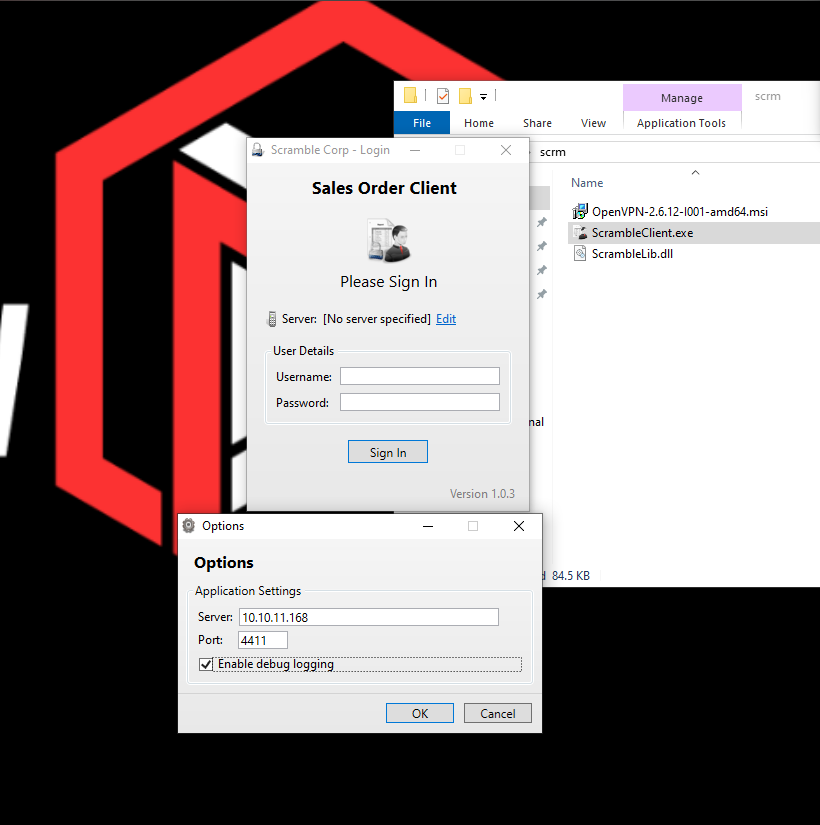 Manage
scrm
File
Home
Share
View
Application Tools
scrm
Name
OpenVPN-2.6.12-I001-amd64.msi
ScrambleClient.exe
ScrambleLib.dll
84.5 KB
Scramble Corp - Login
Sales Order Client
Please Sign In
Server: [No server specified] Edit
User Details
Username:
Password:
Sign In
Version 1.0.3
Options
Options
Application Settings
Server: 10.10.11.168
Port: 4411
Enable debug logging
OK
Cancel